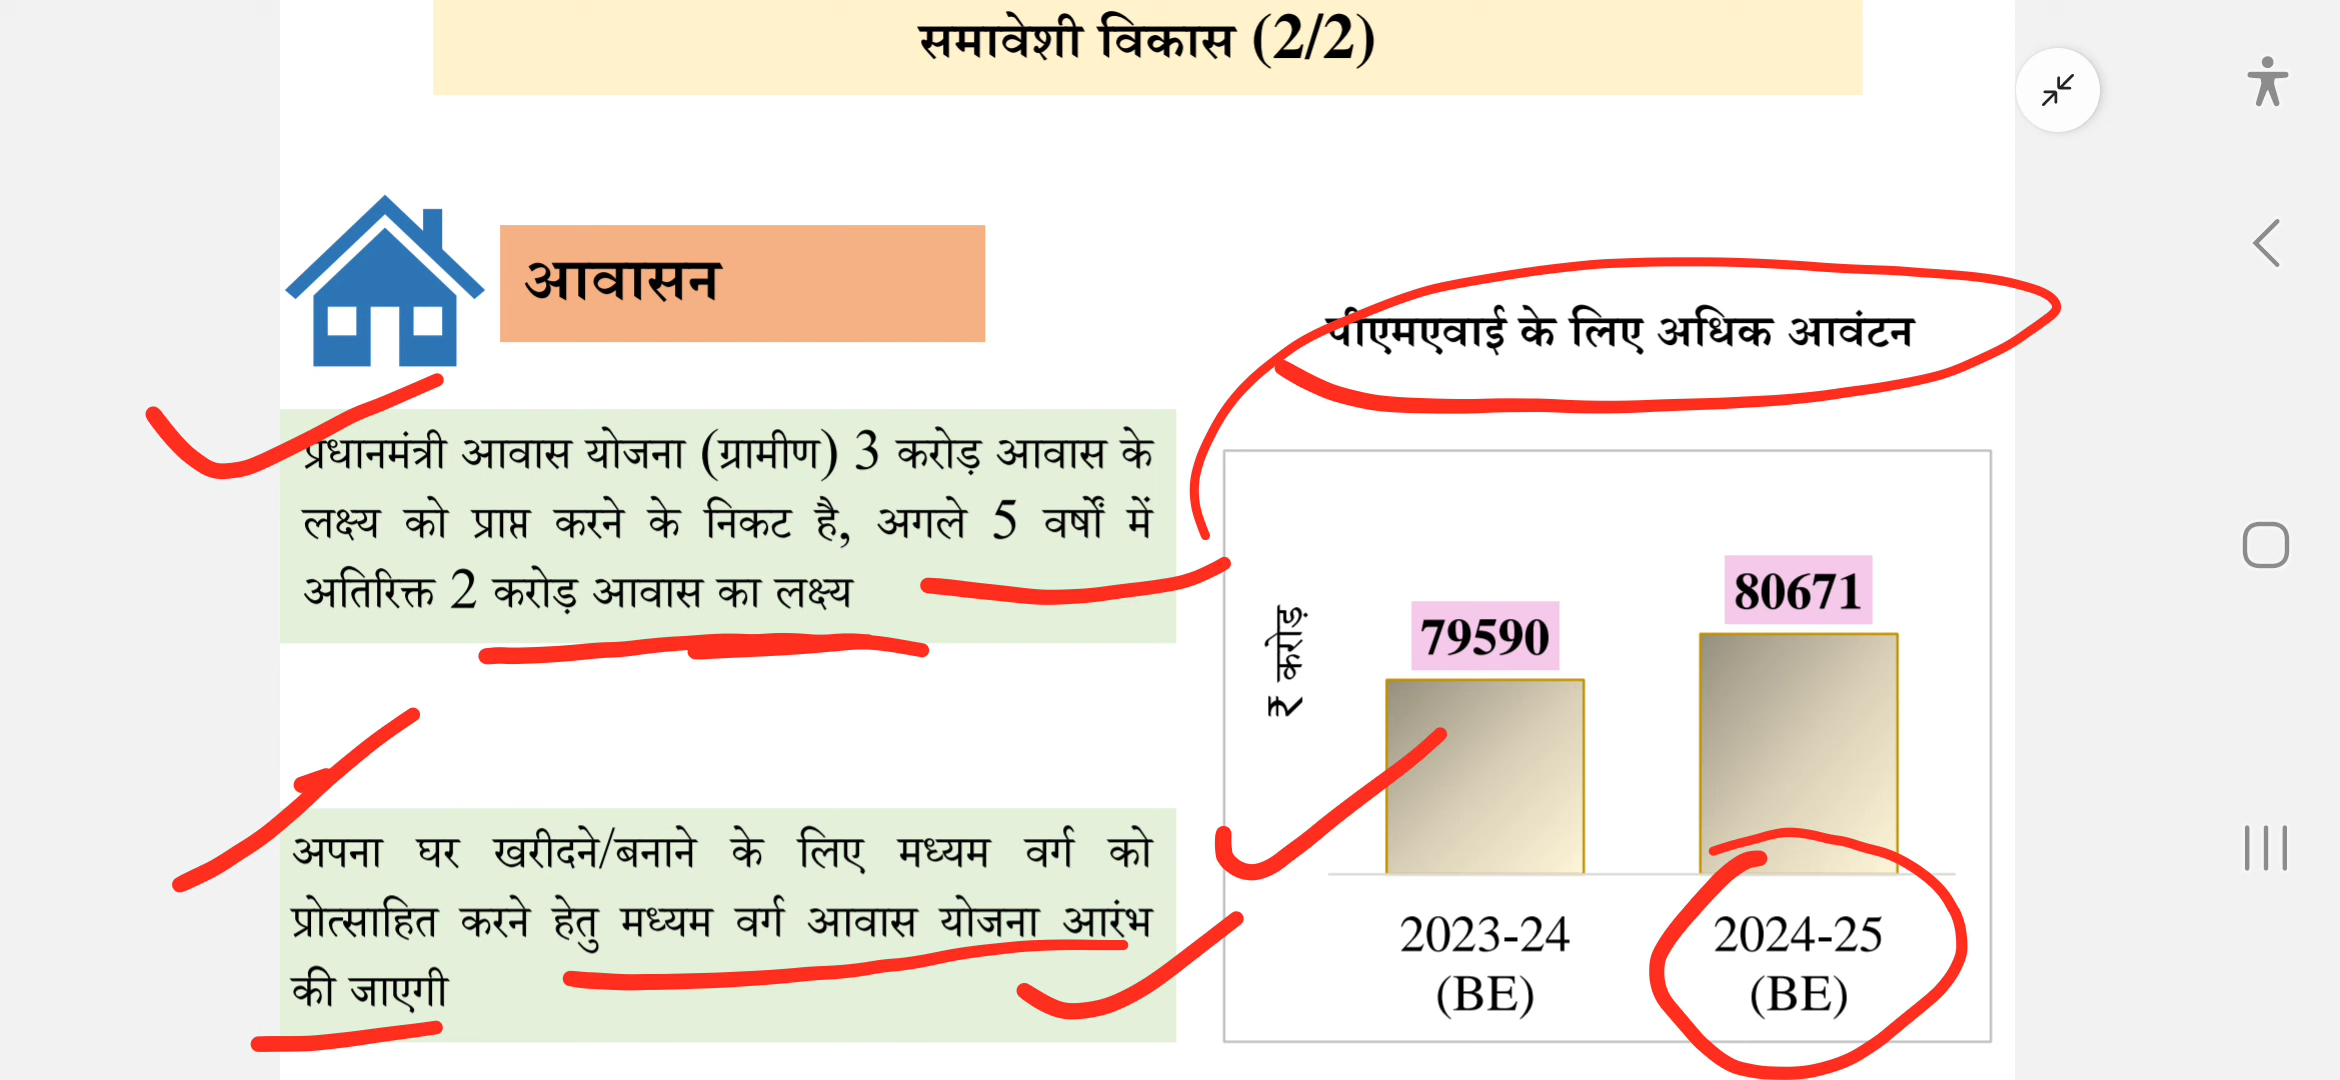 समावेशी विकास (2/2)
आवासन
प्रधानमंत्री आवास योजना (ग्रामीण) 3 करोड़ आवास के
लक्ष्य को प्राप्त करने के निकट है, अगले 5 वर्षों में
अतिरिक्त 2 करोड़ आवास का लक्ष्य
अपना घर खरीदने/बनाने के लिए मध्यम वर्ग को
प्रोत्साहित करने हेतु मध्यम वर्ग आवास योजना आरंभ
की जाएगी
पीएमएवाई के लिए अधिक आवंटन
₹ करोड़
79590
80671
2023-24
(BE)
2024-25
(BE)